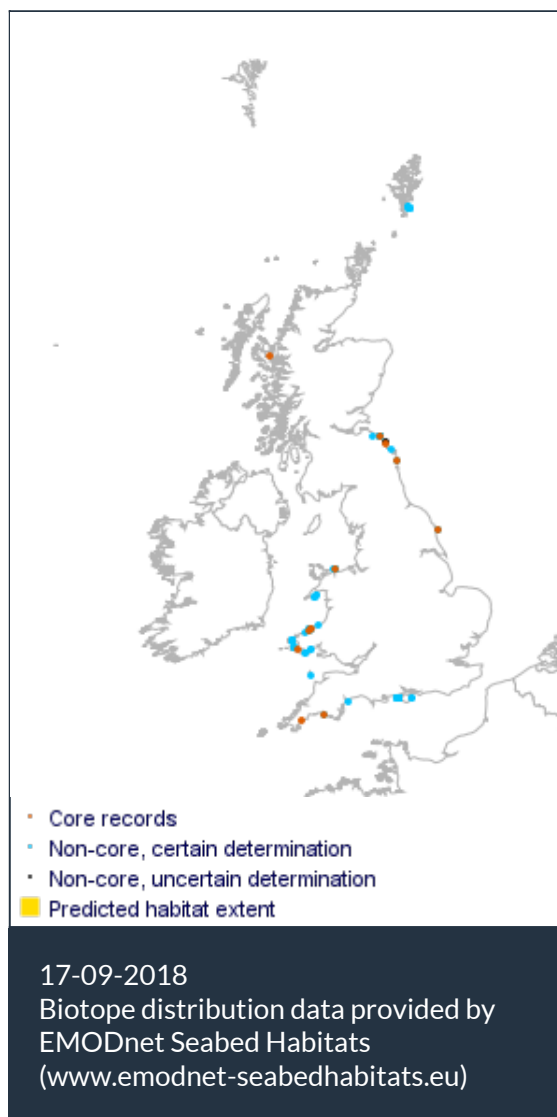 Core records
Non-core, certain determination
Non-core, uncertain determination
Predicted habitat extent
17-09-2018
Biotope distribution data provided by
EMODnet Seabed Habitats
(www.emodnet-seabedhabitats.eu)